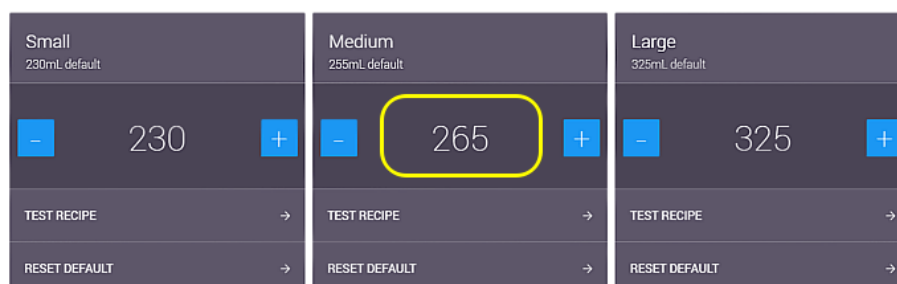 Small
230mL default
- 230 +
TEST RECIPE →
RESET DEFAULT →
Medium
255mL default
- 265 +
TEST RECIPE →
RESET DEFAULT →
Large
325mL default
- 325 +
TEST RECIPE →
RESET DEFAULT →